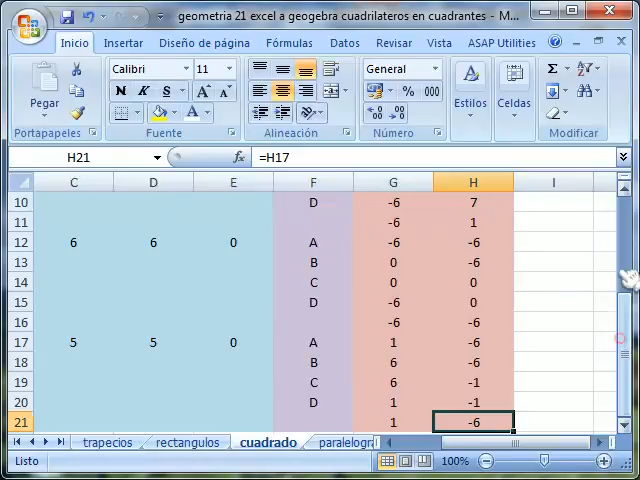 geometria 21 excel a geogebra cuadrilateros en cuadrantes - M...
Inicio Insertar Diseño de página Fórmulas Datos Revisar Vista ASAP Utilities
Calibri 11 General Σ
Pegar N K S A A % 000 Estilos Celdas
Portapapeles Fuente Alineación Número Modificar
H21 fx =H17
C D E F G H I
10 D -6 7
11 -6 1
12 6 6 0 A -6 -6
13 B 0 -6
14 C 0 0
15 D -6 0
16 -6 -6
17 5 5 0 A 1 -6
18 B 6 -6
19 C 6 -1
20 D 1 -1
21 1 -6
trapecios rectangulos cuadrado paralelogra
Listo 100%